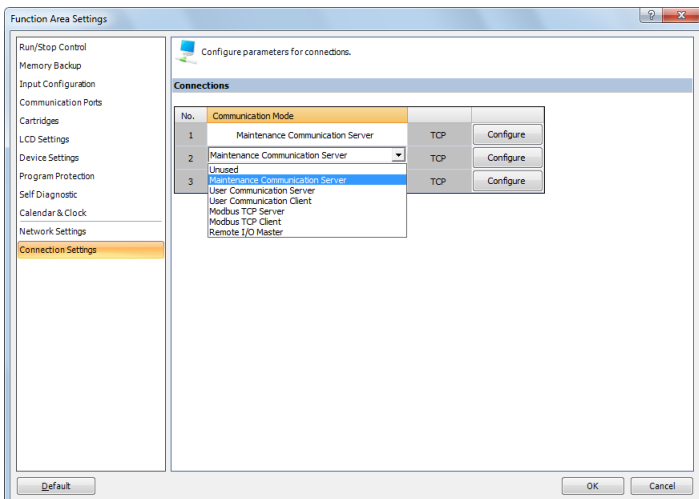 Function Area Settings
?
Run/Stop Control
Memory Backup
Input Configuration
Communication Ports
Cartridges
LCD Settings
Device Settings
Program Protection
Self Diagnostic
Calendar & Clock
Network Settings
Connection Settings
Configure parameters for connections.
Connections
No. Communication Mode
1 Maintenance Communication Server TCP Configure
2 Maintenance Communication Server TCP Configure
3 TCP Configure
Unused
Maintenance Communication Server
User Communication Server
User Communication Client
Modbus TCP Server
Modbus TCP Client
Remote I/O Master
Default OK Cancel